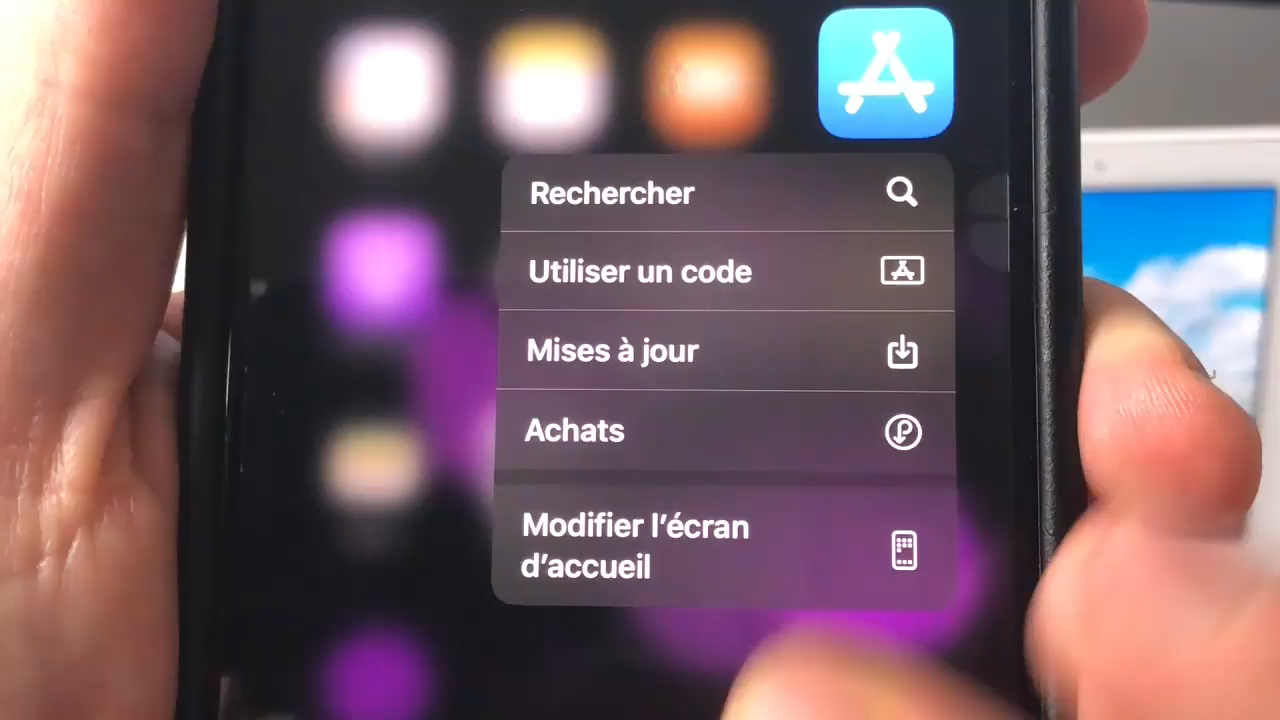 Rechercher
Utiliser un code
Mises à jour
Achats
Modifier l’écran
d’accueil